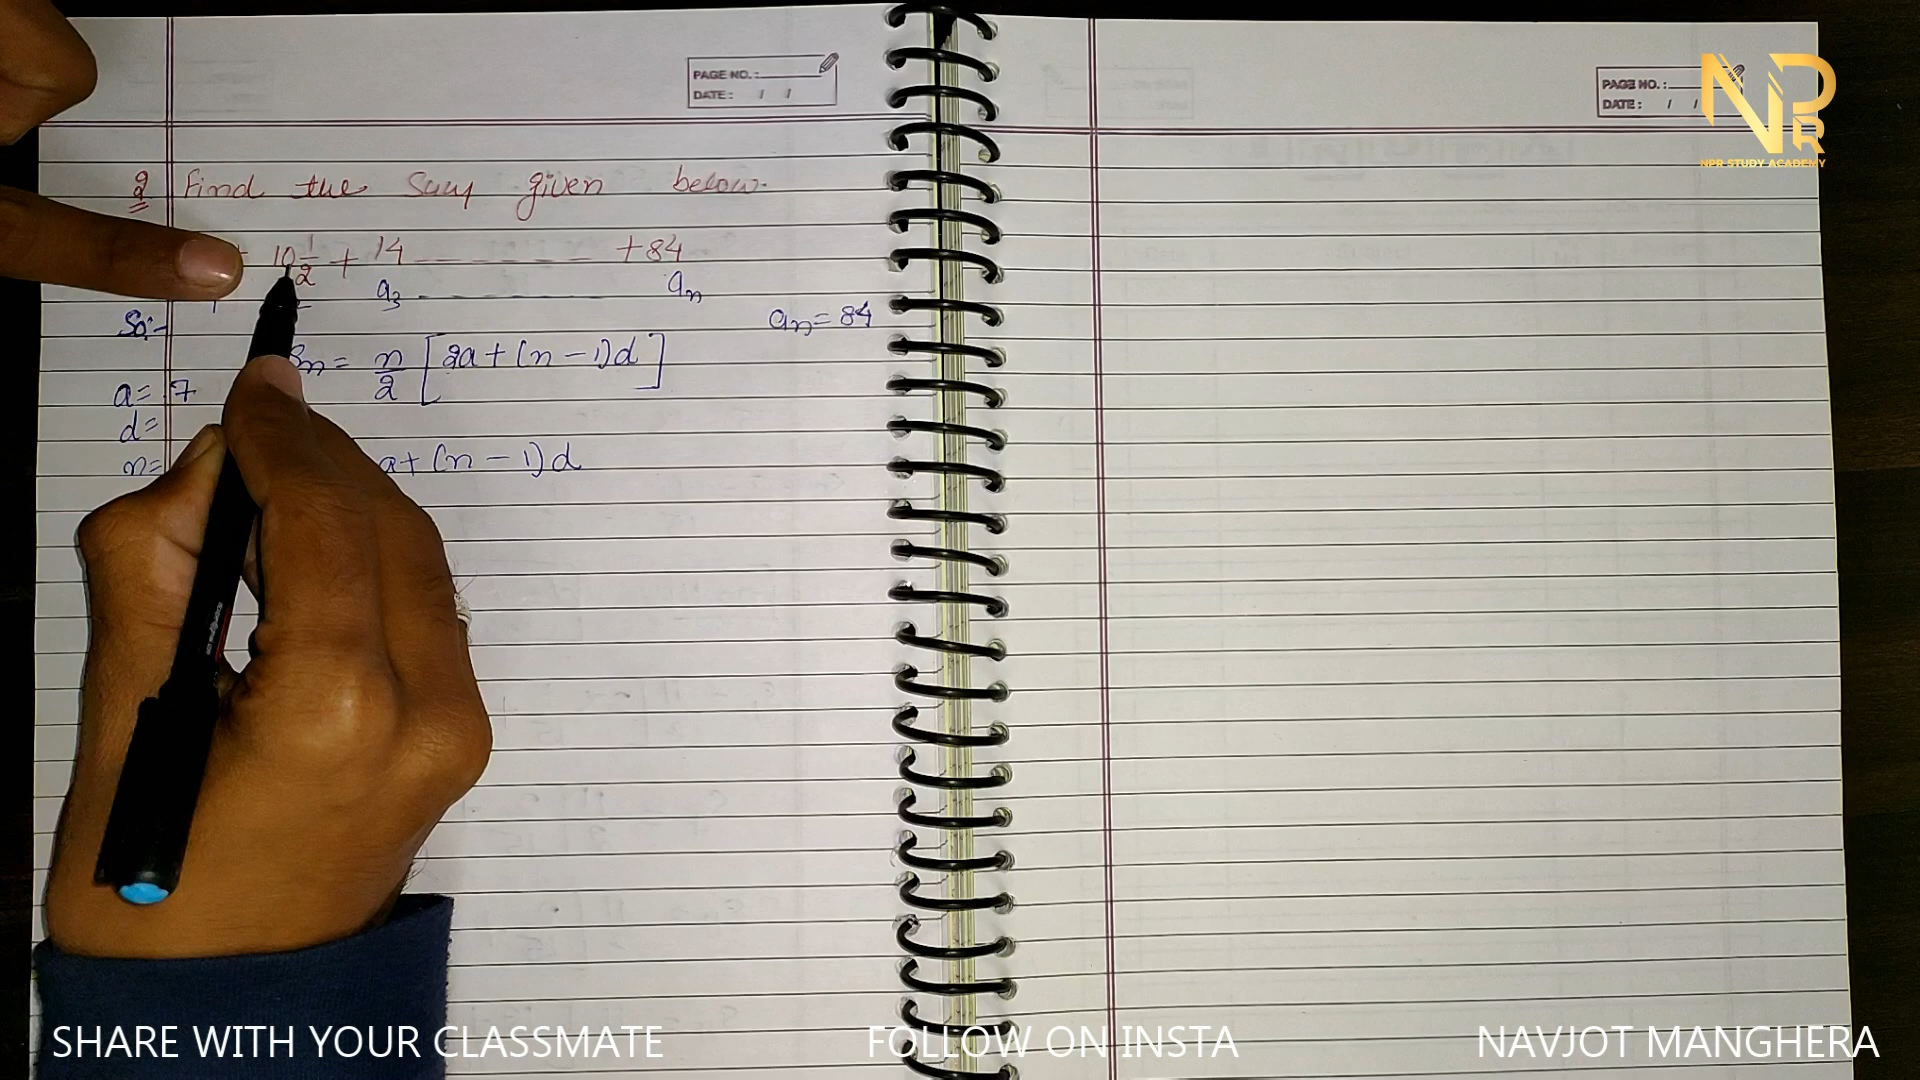 PAGE NO.:
DATE: / /
PAGE NO.:
DATE: / /
NPR
NPR STUDY ACADEMY
Q Find the Sum given below.
+ 10 1/2 + 14 ------- + 84
a3 ------- an
Sol:-
an = 84
Sn = n/2 [2a + (n - 1)d]
a = 7
d =
n =
a + (n - 1)d
SHARE WITH YOUR CLASSMATE
FOLLOW ON INSTA
NAVJOT MANGHERA